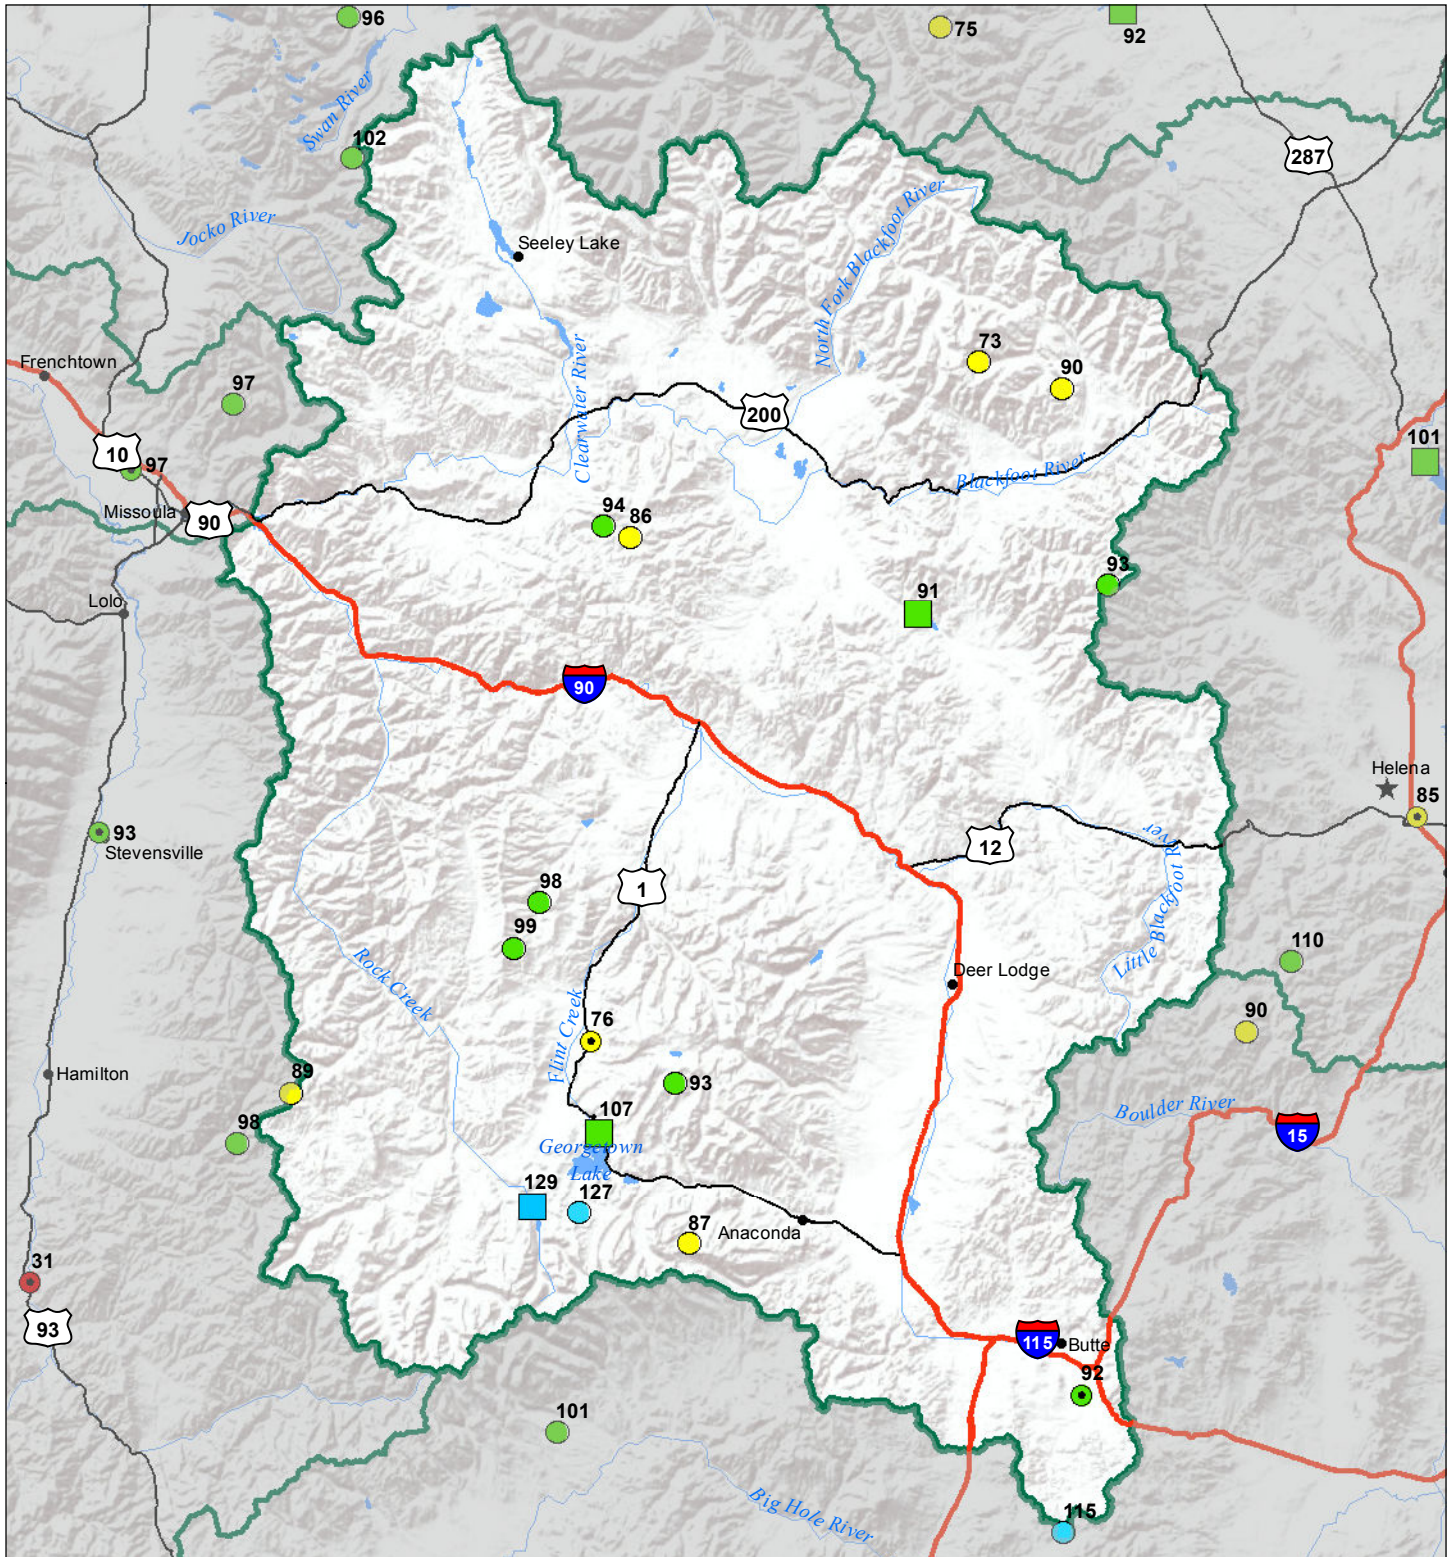 96
75
92
Swan River
102
287
Jocko River
North Fork Blackfoot River
Seeley Lake
Frenchtown
97
Clearwater River
73
90
200
10
97
101
Blackfoot River
Missoula
90
94
86
93
Lolo
91
90
Helena
85
93
Stevensville
12
Little Blackfoot River
1
98
99
110
Rock Creek
Deer Lodge
90
76
Flint Creek
Hamilton
89
93
98
107
Boulder River
15
Georgetown
Lake
129
127
87
Anaconda
31
93
115
Butte
92
101
Big Hole River
115